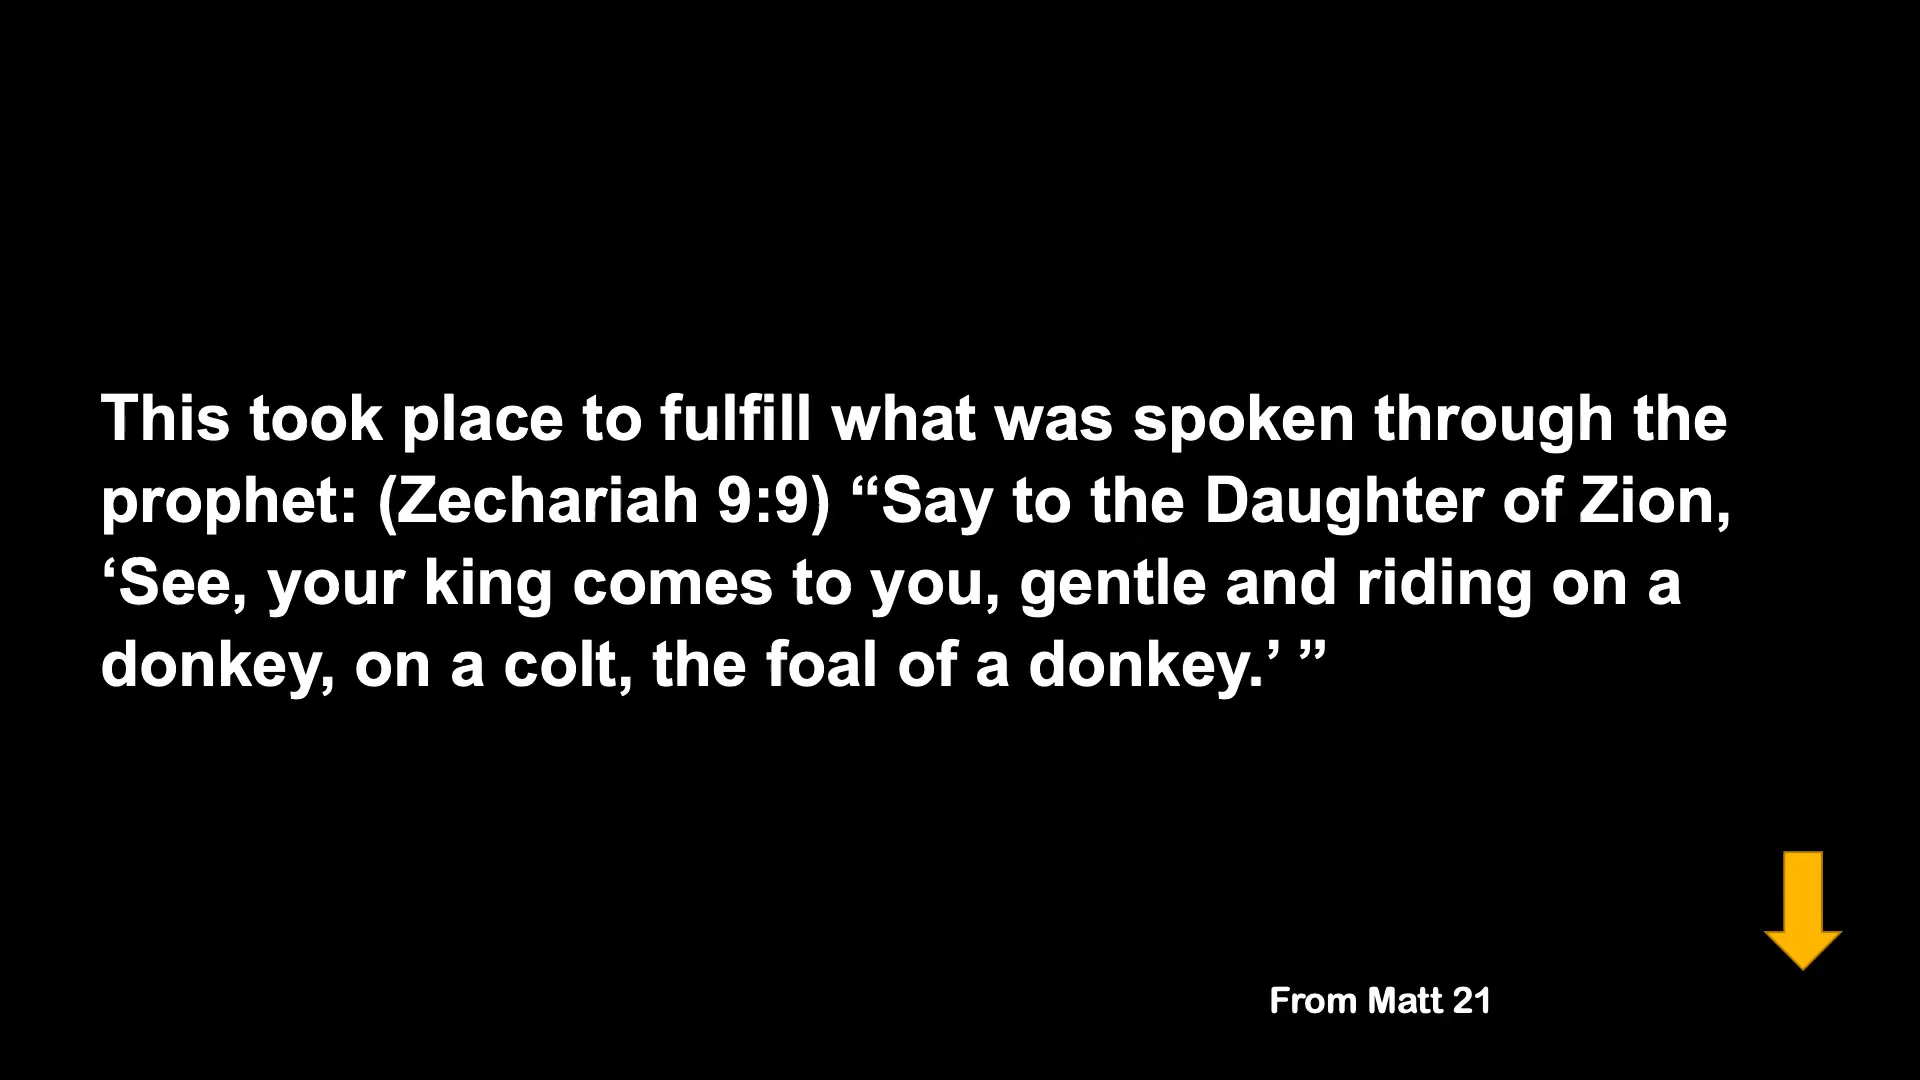 This took place to fulfill what was spoken through the
prophet: (Zechariah 9:9) “Say to the Daughter of Zion,
‘See, your king comes to you, gentle and riding on a
donkey, on a colt, the foal of a donkey.’ ”
From Matt 21